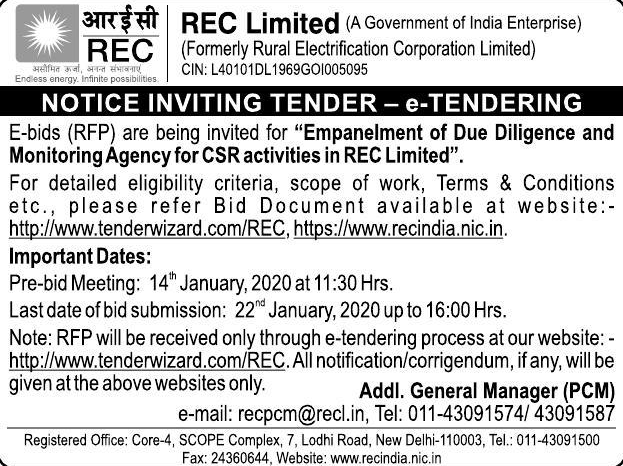 आर ई सी
REC
असीमित ऊर्जा, अनन्त संभावनाएं
Endless energy. Infinite possibilities.
REC Limited (A Government of India Enterprise)
(Formerly Rural Electrification Corporation Limited)
CIN: L40101DL1969GOI005095
NOTICE INVITING TENDER – e-TENDERING
E-bids (RFP) are being invited for “Empanelment of Due Diligence and
Monitoring Agency for CSR activities in REC Limited”.
For detailed eligibility criteria, scope of work, Terms & Conditions
etc., please refer Bid Document available at website:-
http://www.tenderwizard.com/REC, https://www.recindia.nic.in.
Important Dates:
Pre-bid Meeting: 14th January, 2020 at 11:30 Hrs.
Last date of bid submission: 22nd January, 2020 up to 16:00 Hrs.
Note: RFP will be received only through e-tendering process at our website: -
http://www.tenderwizard.com/REC. All notification/corrigendum, if any, will be
given at the above websites only.
Addl. General Manager (PCM)
e-mail: recpcm@recl.in, Tel: 011-43091574/ 43091587
Registered Office: Core-4, SCOPE Complex, 7, Lodhi Road, New Delhi-110003, Tel.: 011-43091500
Fax: 24360644, Website: www.recindia.nic.in